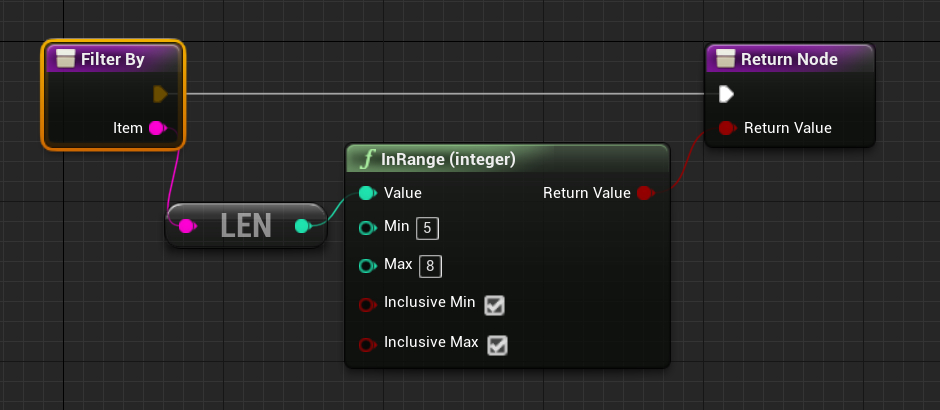 Filter By
Item
LEN
f InRange (integer)
Value
Return Value
Min 5
Max 8
Inclusive Min
Inclusive Max
Return Node
Return Value